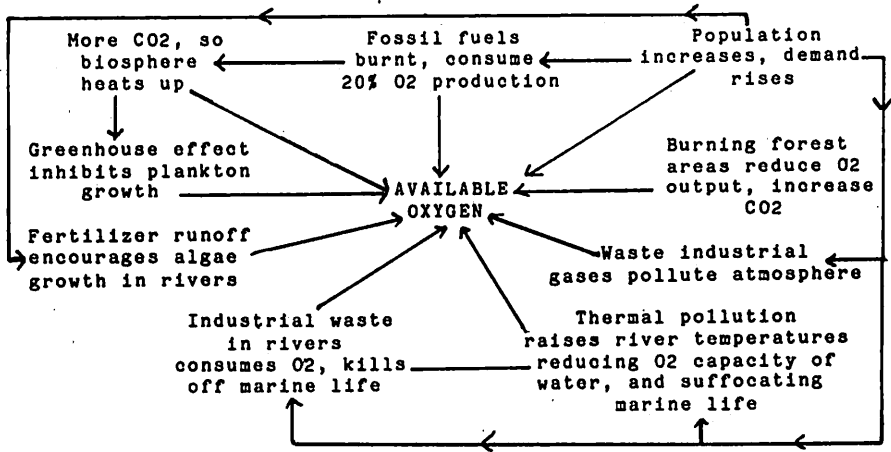 More CO2, so
biosphere
heats up
Fossil fuels
burnt, consume
20% O2 production
Population
increases, demand
rises
Greenhouse effect
inhibits plankton
growth
AVAILABLE
OXYGEN
Burning forest
areas reduce O2
output, increase
CO2
Fertilizer runoff
encourages algae
growth in rivers
Waste industrial
gases pollute atmosphere
Industrial waste
in rivers
consumes O2, kills
off marine life
Thermal pollution
raises river temperatures
reducing O2 capacity of
water, and suffocating
marine life